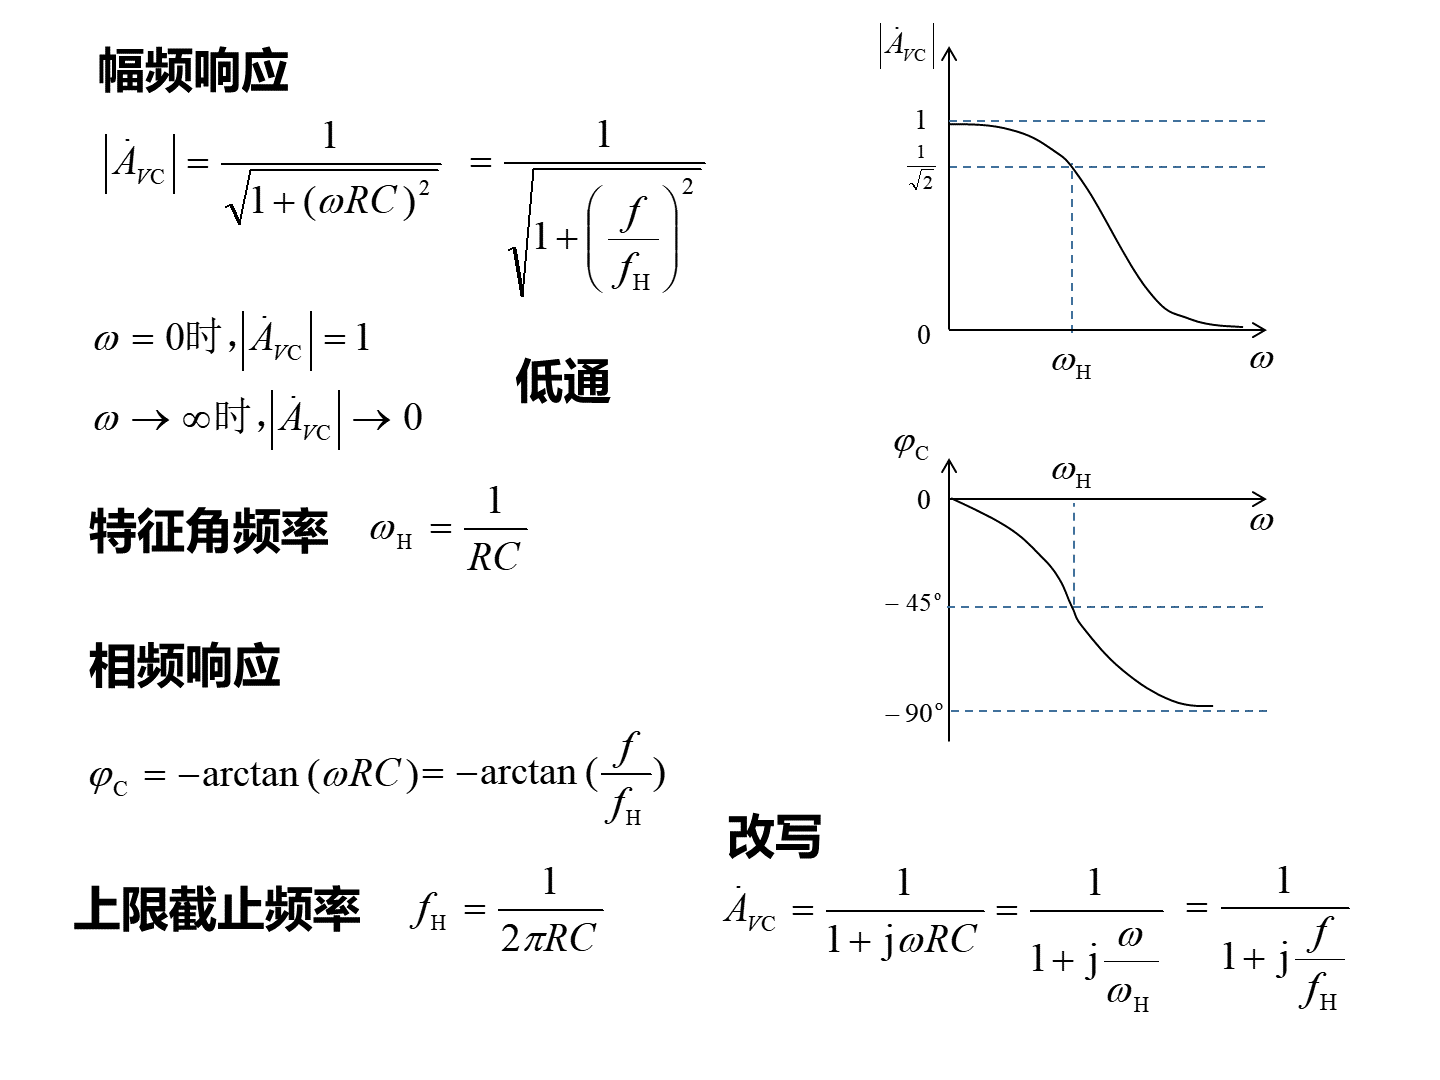 幅频响应
|Ȧ_VC| = 1/√(1+(ωRC)²) = 1/√(1+(f/f_H)²)
ω = 0时,|Ȧ_VC| = 1
低通
ω → ∞时,|Ȧ_VC| → 0
特征角频率 ω_H = 1/RC
相频响应
φ_C = −arctan(ωRC) = −arctan(f/f_H)
上限截止频率 f_H = 1/2πRC
|Ȧ_VC|
1
1/√2
0
ω_H
ω
φ_C
ω_H
0
ω
−45°
−90°
改写
Ȧ_VC = 1/(1+jωRC) = 1/(1+j ω/ω_H) = 1/(1+j f/f_H)